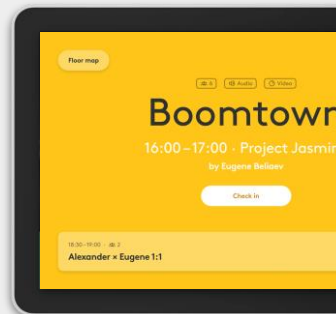 Floor map
6 Audio Video
Boomtown
16:00–17:00 · Project Jasmin
by Eugene Beliaev
Check in
18:30–19:00 · 2
Alexander × Eugene 1:1